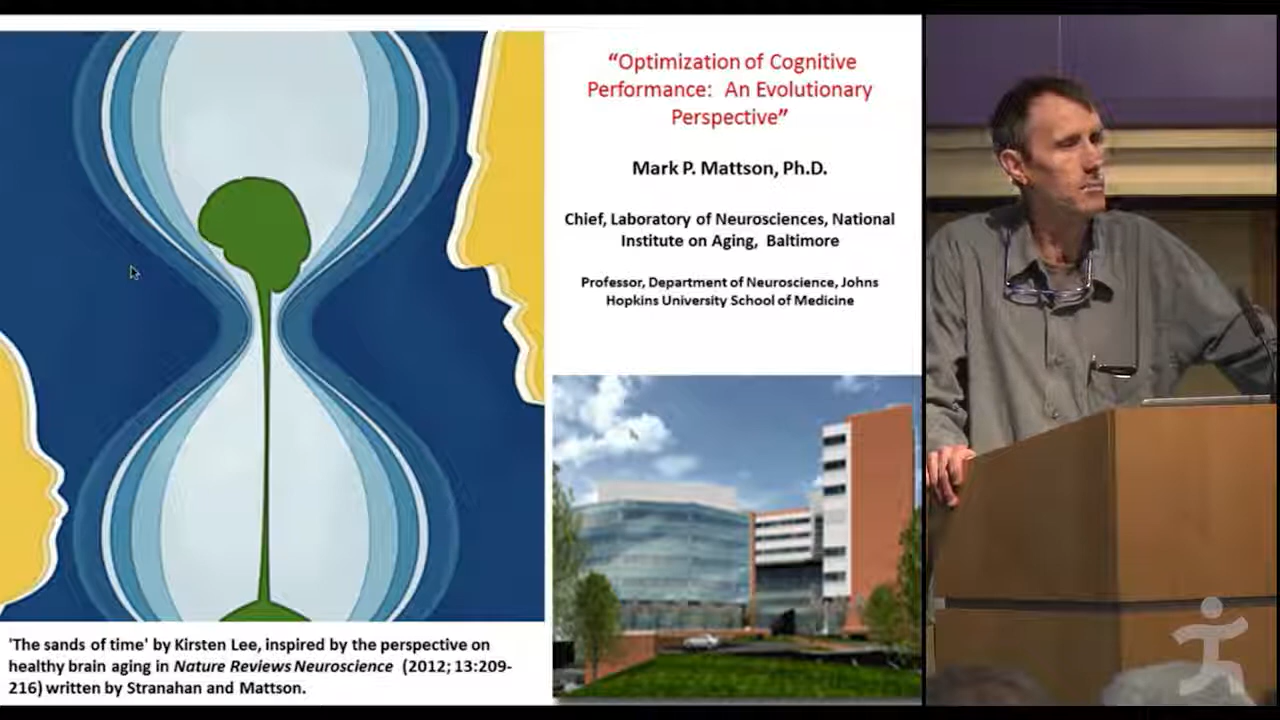 “Optimization of Cognitive
Performance: An Evolutionary
Perspective”
Mark P. Mattson, Ph.D.
Chief, Laboratory of Neurosciences, National
Institute on Aging, Baltimore
Professor, Department of Neuroscience, Johns
Hopkins University School of Medicine
'The sands of time' by Kirsten Lee, inspired by the perspective on
healthy brain aging in Nature Reviews Neuroscience (2012; 13:209-
216) written by Stranahan and Mattson.